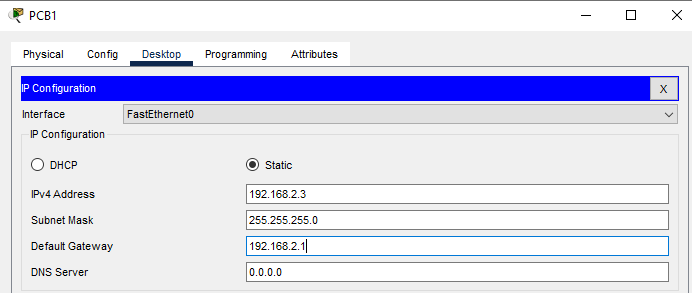 PCB1
Physical Config Desktop Programming Attributes
IP Configuration X
Interface FastEthernet0
IP Configuration
DHCP Static
IPv4 Address 192.168.2.3
Subnet Mask 255.255.255.0
Default Gateway 192.168.2.1
DNS Server 0.0.0.0